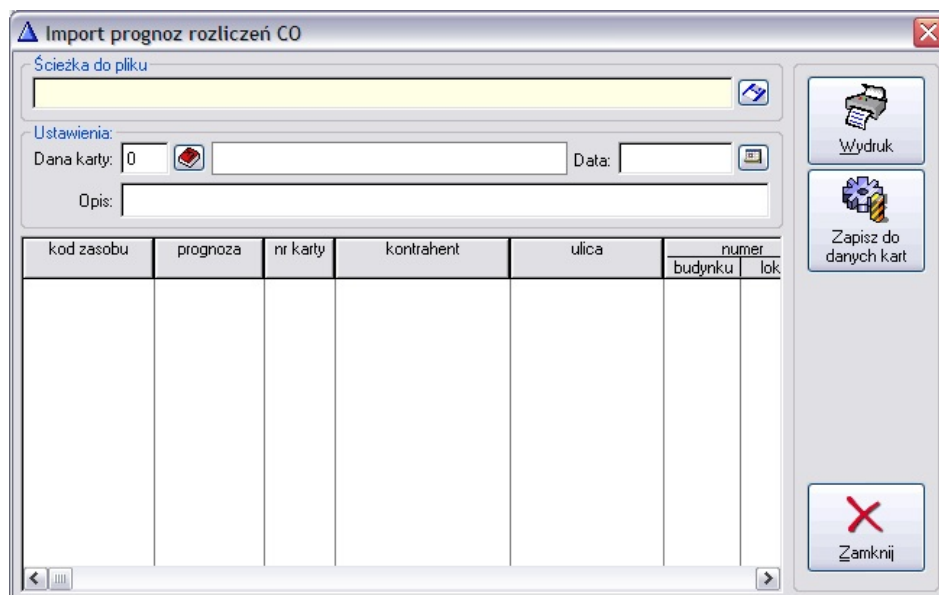 Import prognoz rozliczeń CO
Ścieżka do pliku
Ustawienia:
Dana karty: 0 Data:
Opis:
kod zasobu prognoza nr karty kontrahent ulica numer
budynku lok
Wydruk
Zapisz do
danych kart
Zamknij